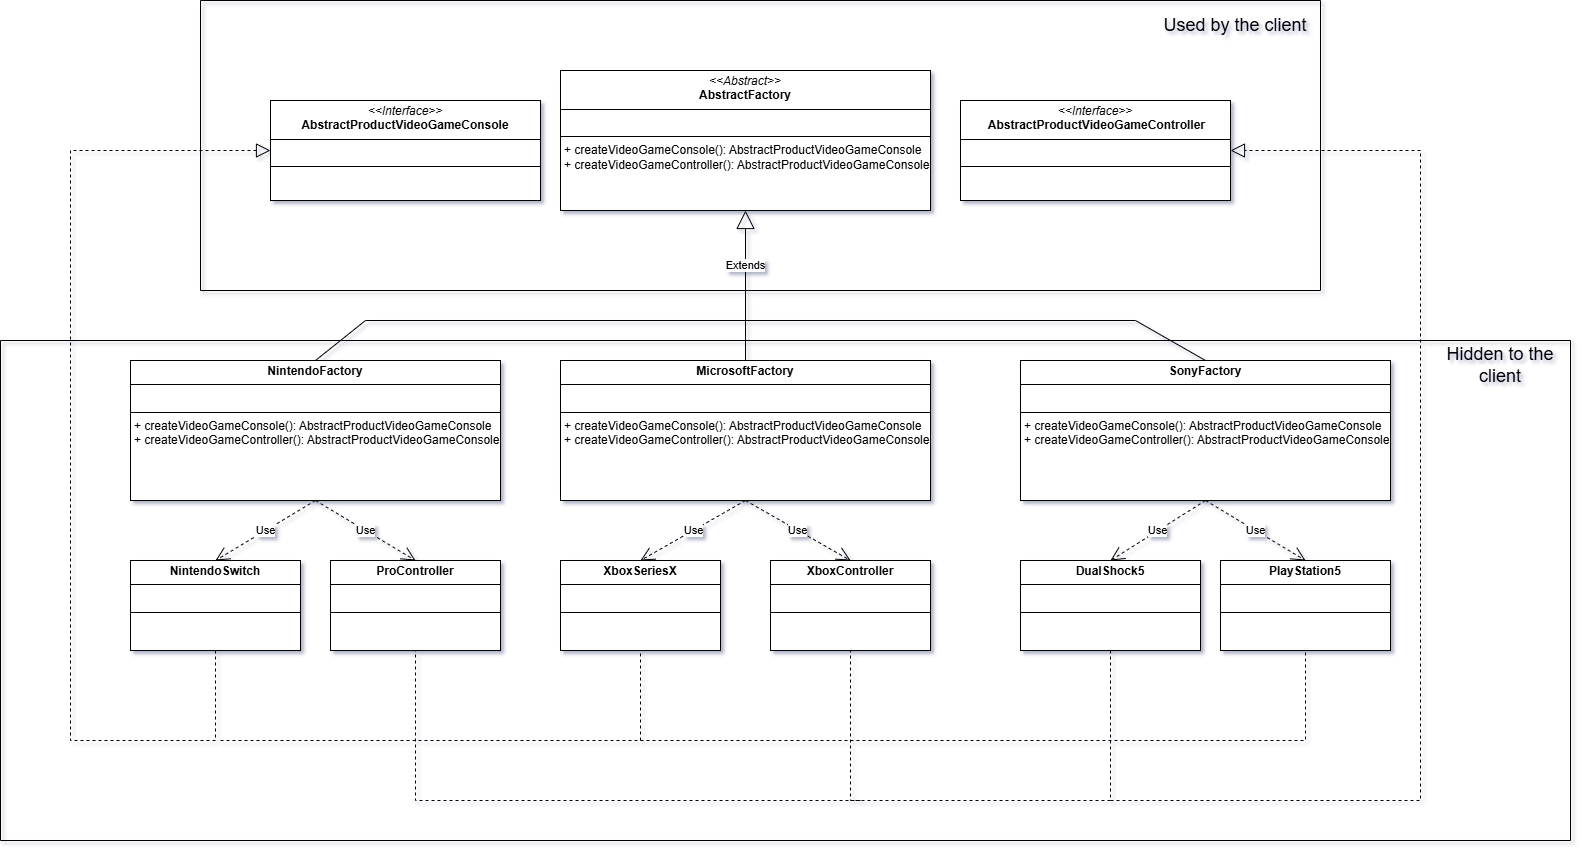 Used by the client
<<Abstract>>
AbstractFactory
+ createVideoGameConsole(): AbstractProductVideoGameConsole
+ createVideoGameController(): AbstractProductVideoGameConsole
<<Interface>>
AbstractProductVideoGameConsole
<<Interface>>
AbstractProductVideoGameController
Extends
Hidden to the
client
NintendoFactory
+ createVideoGameConsole(): AbstractProductVideoGameConsole
+ createVideoGameController(): AbstractProductVideoGameConsole
MicrosoftFactory
+ createVideoGameConsole(): AbstractProductVideoGameConsole
+ createVideoGameController(): AbstractProductVideoGameConsole
SonyFactory
+ createVideoGameConsole(): AbstractProductVideoGameConsole
+ createVideoGameController(): AbstractProductVideoGameConsole
Use
Use
Use
Use
Use
Use
NintendoSwitch
ProController
XboxSeriesX
XboxController
DualShock5
PlayStation5